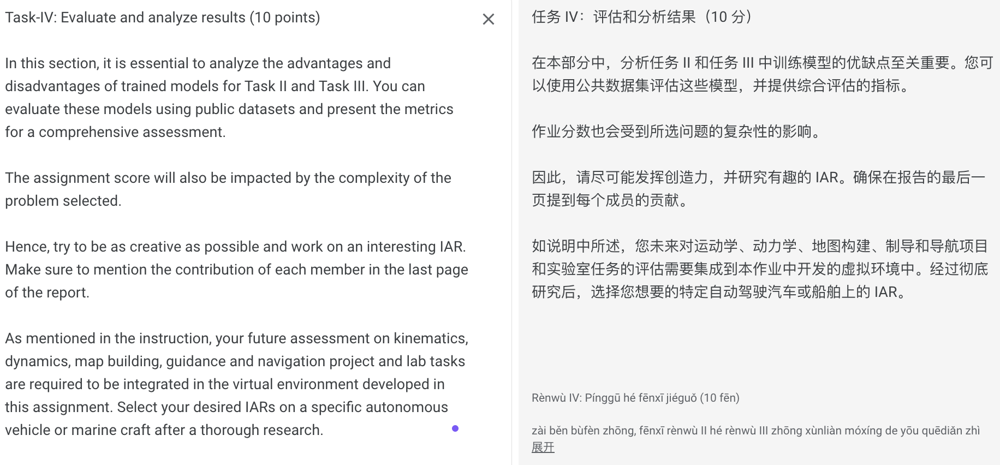 Task-IV: Evaluate and analyze results (10 points)
In this section, it is essential to analyze the advantages and
disadvantages of trained models for Task II and Task III. You can
evaluate these models using public datasets and present the metrics
for a comprehensive assessment.
The assignment score will also be impacted by the complexity of the
problem selected.
Hence, try to be as creative as possible and work on an interesting IAR.
Make sure to mention the contribution of each member in the last page
of the report.
As mentioned in the instruction, your future assessment on kinematics,
dynamics, map building, guidance and navigation project and lab tasks
are required to be integrated in the virtual environment developed in
this assignment. Select your desired IARs on a specific autonomous
vehicle or marine craft after a thorough research.
任务 IV：评估和分析结果（10 分）
在本部分中，分析任务 II 和任务 III 中训练模型的优缺点至关重要。您可
以使用公共数据集评估这些模型，并提供综合评估的指标。
作业分数也会受到所选问题的复杂性的影响。
因此，请尽可能发挥创造力，并研究有趣的 IAR。确保在报告的最后一
页提到每个成员的贡献。
如说明中所述，您未来对运动学、动力学、地图构建、制导和导航项目
和实验室任务的评估需要集成到本作业中开发的虚拟环境中。经过彻底
研究后，选择您想要的特定自动驾驶汽车或船舶上的 IAR。
Rènwù IV: Pínggū hé fēnxī jiéguǒ (10 fēn)
zài běn bùfèn zhōng, fēnxī rènwù II hé rènwù III zhōng xùnliàn móxíng de yōu quēdiǎn zhì
展开